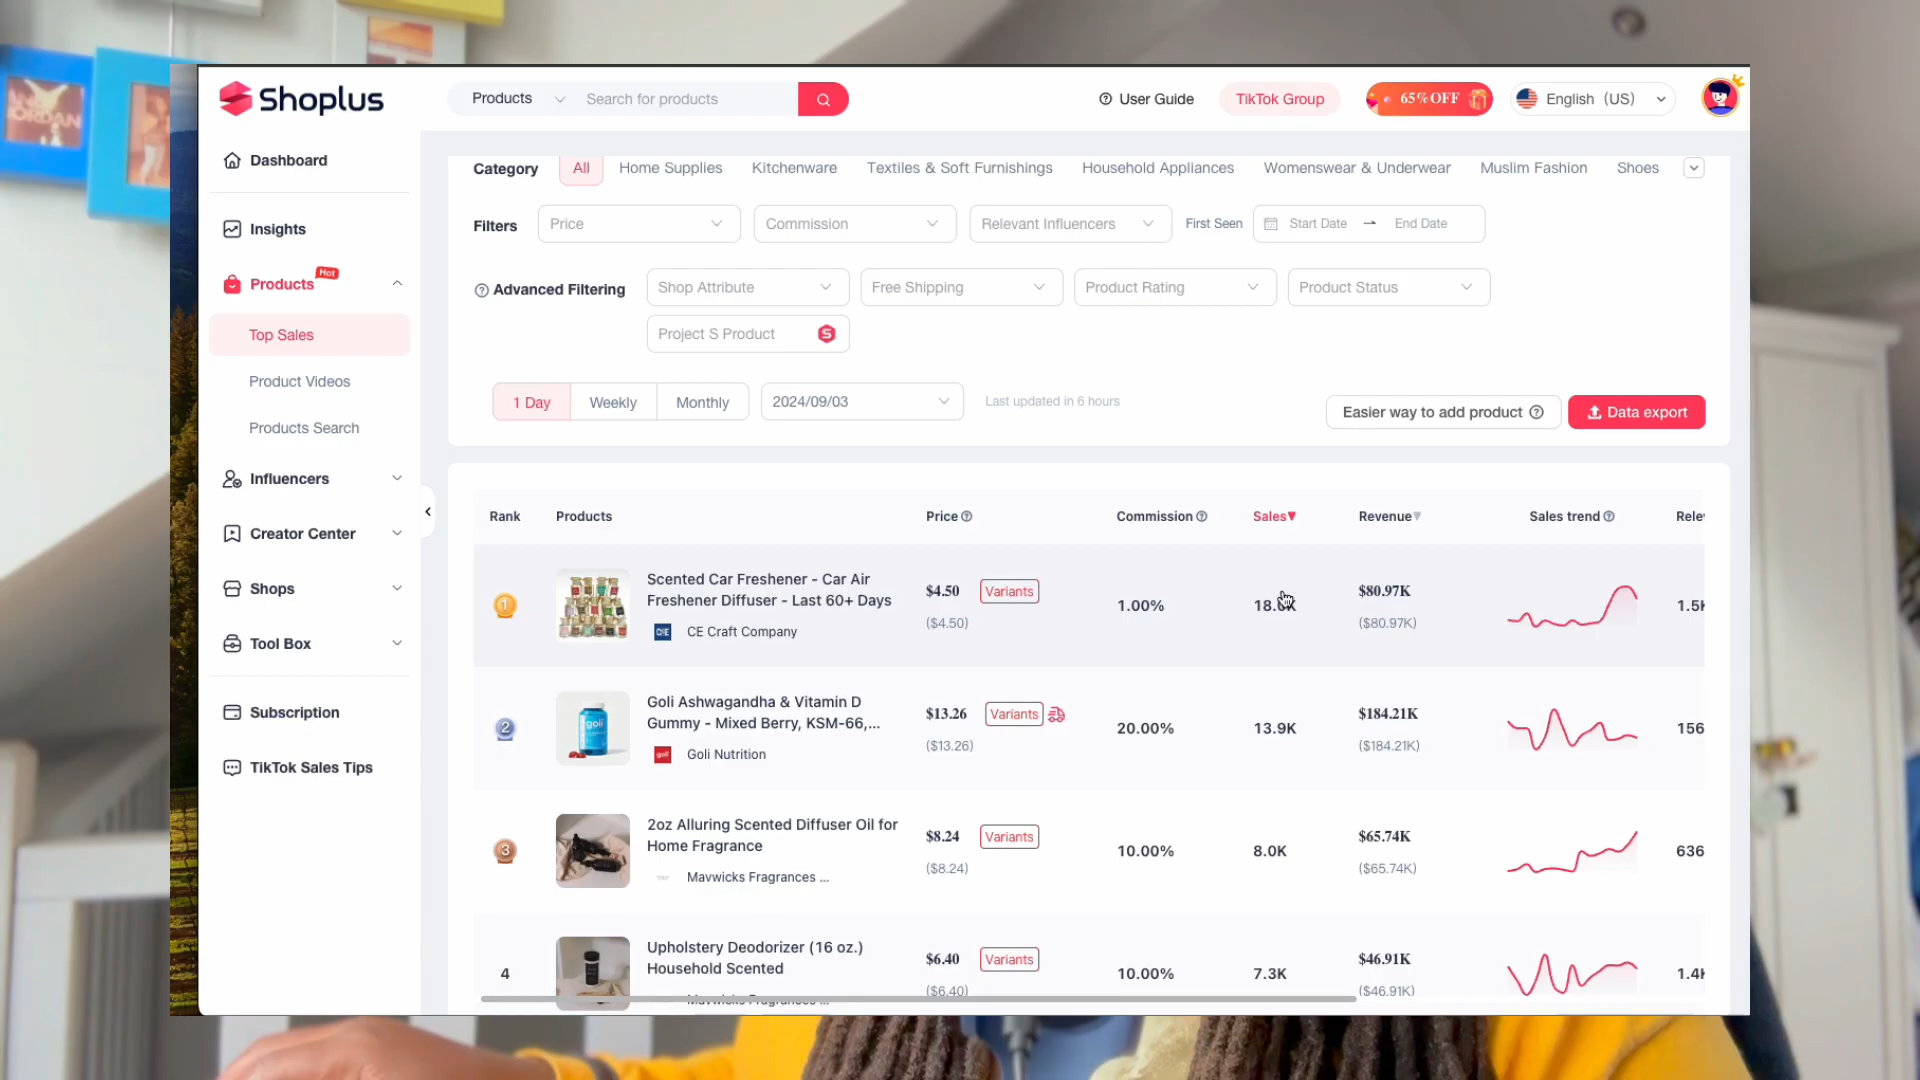 Shoplus
Products
Search for products
User Guide
TikTok Group
65%OFF
English (US)
Dashboard
Insights
Products
Hot
Top Sales
Product Videos
Products Search
Influencers
Creator Center
Shops
Tool Box
Subscription
TikTok Sales Tips
Category All Home Supplies Kitchenware Textiles & Soft Furnishings Household Appliances Womenswear & Underwear Muslim Fashion Shoes
Filters Price Commission Relevant Influencers First Seen Start Date End Date
Advanced Filtering Shop Attribute Free Shipping Product Rating Product Status
Project S Product
1 Day Weekly Monthly 2024/09/03 Last updated in 6 hours
Easier way to add product Data export
Rank Products Price Commission Sales Revenue Sales trend
1
Scented Car Freshener - Car Air
Freshener Diffuser - Last 60+ Days
CE Craft Company
$4.50 Variants
($4.50)
1.00%
$80.97K
($80.97K)
2
Goli Ashwagandha & Vitamin D
Gummy - Mixed Berry, KSM-66,...
Goli Nutrition
$13.26 Variants
($13.26)
20.00%
13.9K
$184.21K
($184.21K)
156
goli
3
2oz Alluring Scented Diffuser Oil for
Home Fragrance
Mavwicks Fragrances ...
$8.24 Variants
($8.24)
10.00%
8.0K
$65.74K
($65.74K)
636
4
Upholstery Deodorizer (16 oz.)
Household Scented
Mavwicks Fragrances ...
$6.40 Variants
($6.40)
10.00%
7.3K
$46.91K
($46.91K)